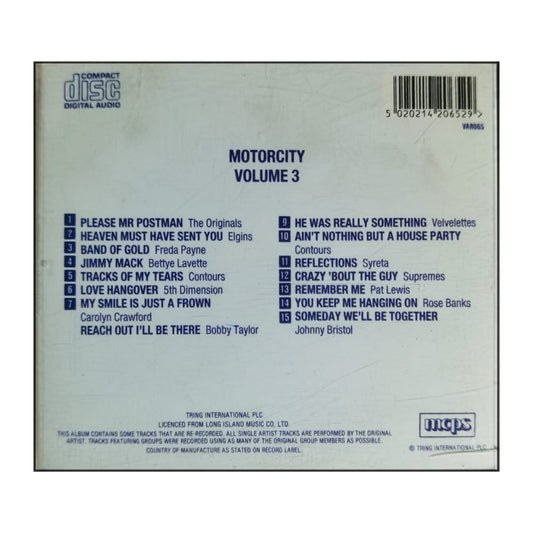 COMPACT
disc
DIGITAL AUDIO
5 020214 206529 >
VAR065
MOTORCITY
VOLUME 3
1 PLEASE MR POSTMAN The Originals
2 HEAVEN MUST HAVE SENT YOU Elgins
3 BAND OF GOLD Freda Payne
4 JIMMY MACK Bettye Lavette
5 TRACKS OF MY TEARS Contours
6 LOVE HANGOVER 5th Dimension
7 MY SMILE IS JUST A FROWN
Carolyn Crawford
REACH OUT I'LL BE THERE Bobby Taylor
9 HE WAS REALLY SOMETHING Velvelettes
10 AIN'T NOTHING BUT A HOUSE PARTY
Contours
11 REFLECTIONS Syreta
12 CRAZY 'BOUT THE GUY Supremes
13 REMEMBER ME Pat Lewis
14 YOU KEEP ME HANGING ON Rose Banks
15 SOMEDAY WE'LL BE TOGETHER
Johnny Bristol
TRING INTERNATIONAL PLC
LICENCED FROM LONG ISLAND MUSIC CO. LTD.
THIS ALBUM CONTAINS SOME TRACKS THAT ARE RE-RECORDED. ALL SINGLE ARTIST TRACKS ARE PERFORMED BY THE ORIGINAL
ARTIST. TRACKS FEATURING GROUPS WERE RECORDED USING AS MANY OF THE ORIGINAL GROUP MEMBERS AS POSSIBLE.
COUNTRY OF MANUFACTURE AS STATED ON RECORD LABEL.
mcps
© TRING INTERNATIONAL PLC